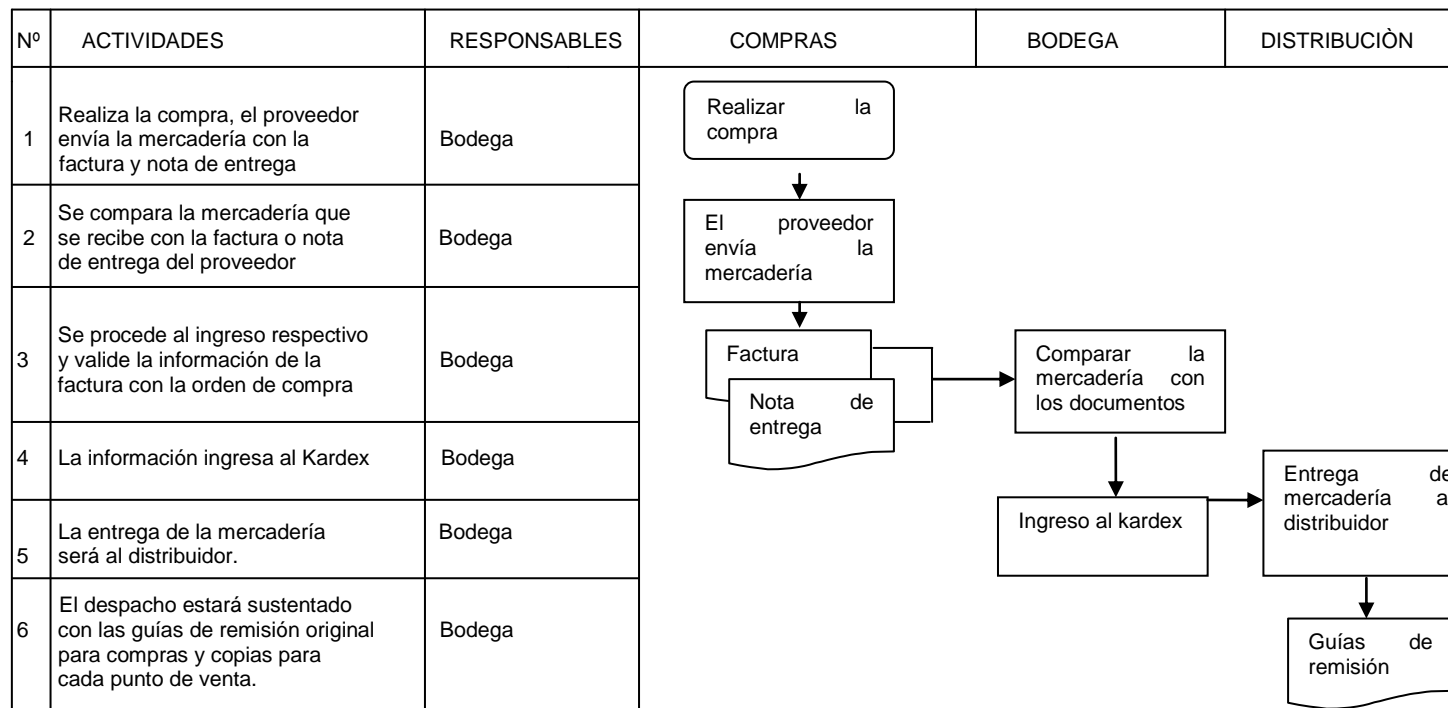 Nº ACTIVIDADES RESPONSABLES COMPRAS BODEGA DISTRIBUCIÒN
1
Realiza la compra, el proveedor
envía la mercadería con la
factura y nota de entrega
Bodega
2
Se compara la mercadería que
se recibe con la factura o nota
de entrega del proveedor
Bodega
3
Se procede al ingreso respectivo
y valide la información de la
factura con la orden de compra
Bodega
4
La información ingresa al Kardex
Bodega
5
La entrega de la mercadería
será al distribuidor.
Bodega
6
El despacho estará sustentado
con las guías de remisión original
para compras y copias para
cada punto de venta.
Bodega
Realizar la
compra
El proveedor
envía la
mercadería
Factura
Nota de
entrega
Comparar la
mercadería con
los documentos
Ingreso al kardex
Entrega de
mercadería
distribuidor
Guías de
remisión